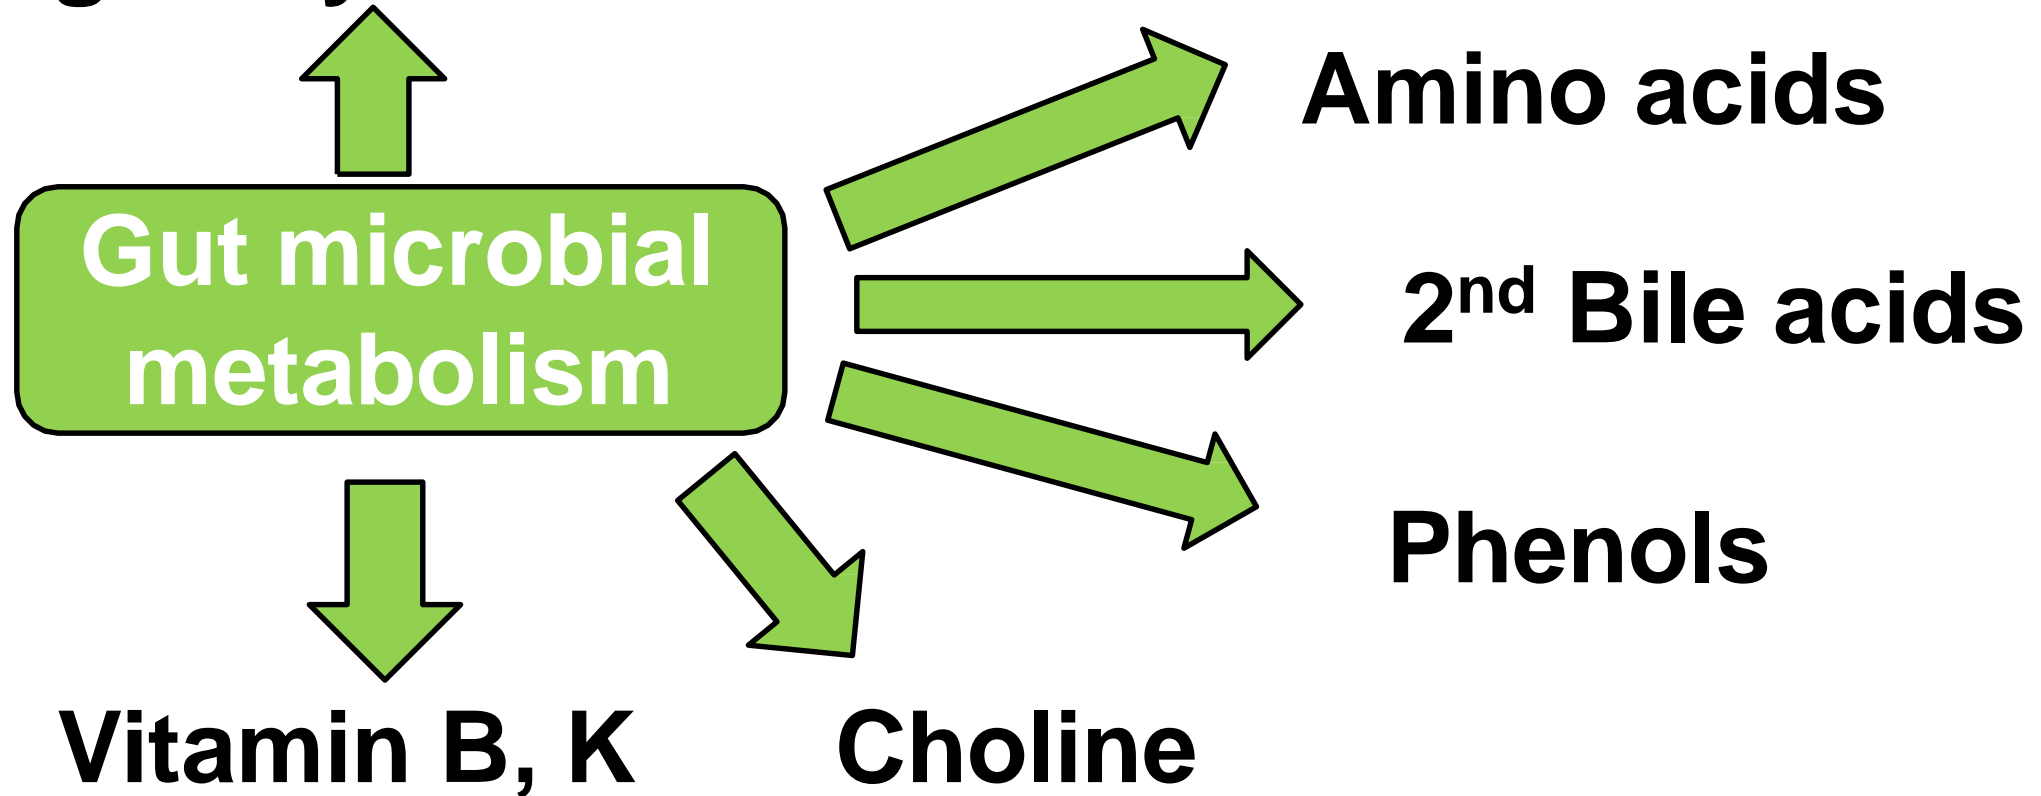 Amino acids
Gut microbial
metabolism
2nd Bile acids
Phenols
Vitamin B, K
Choline